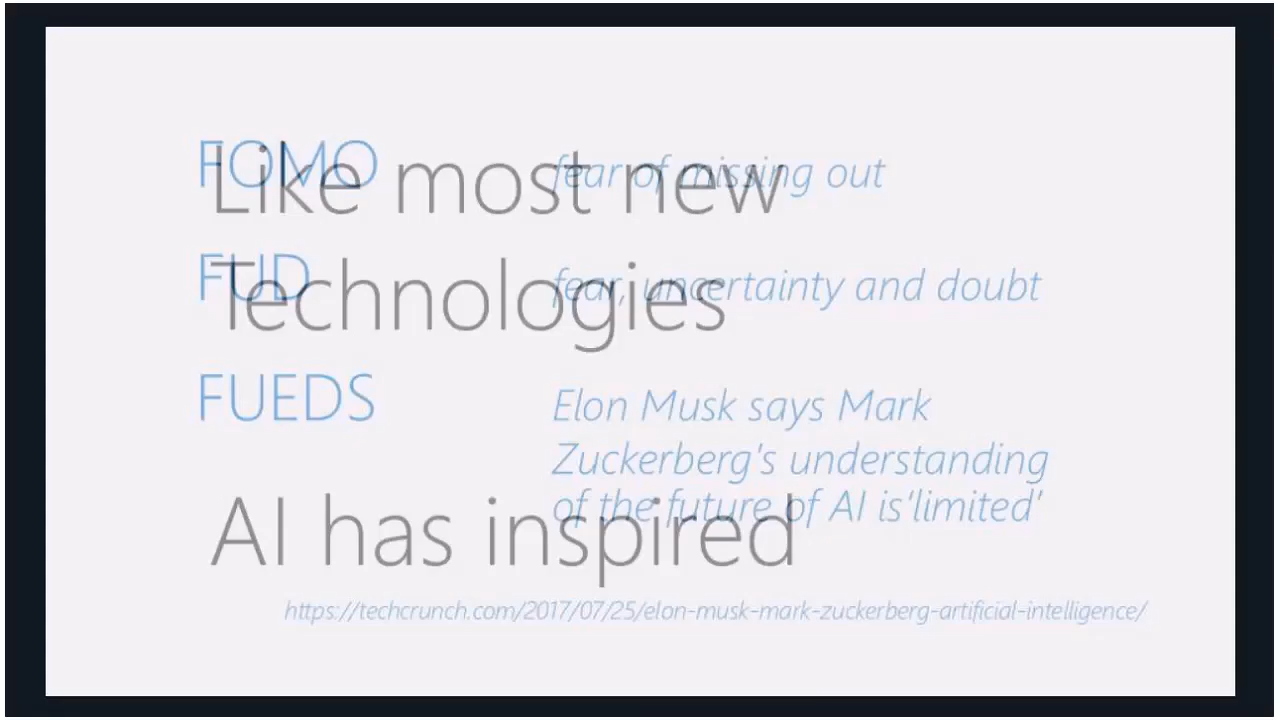 Like most new
Technologies
AI has inspired
FOMO fear of missing out
FUD fear, uncertainty and doubt
FUEDS Elon Musk says Mark
Zuckerberg's understanding
of the future of AI is'limited'
https://techcrunch.com/2017/07/25/elon-musk-mark-zuckerberg-artificial-intelligence/